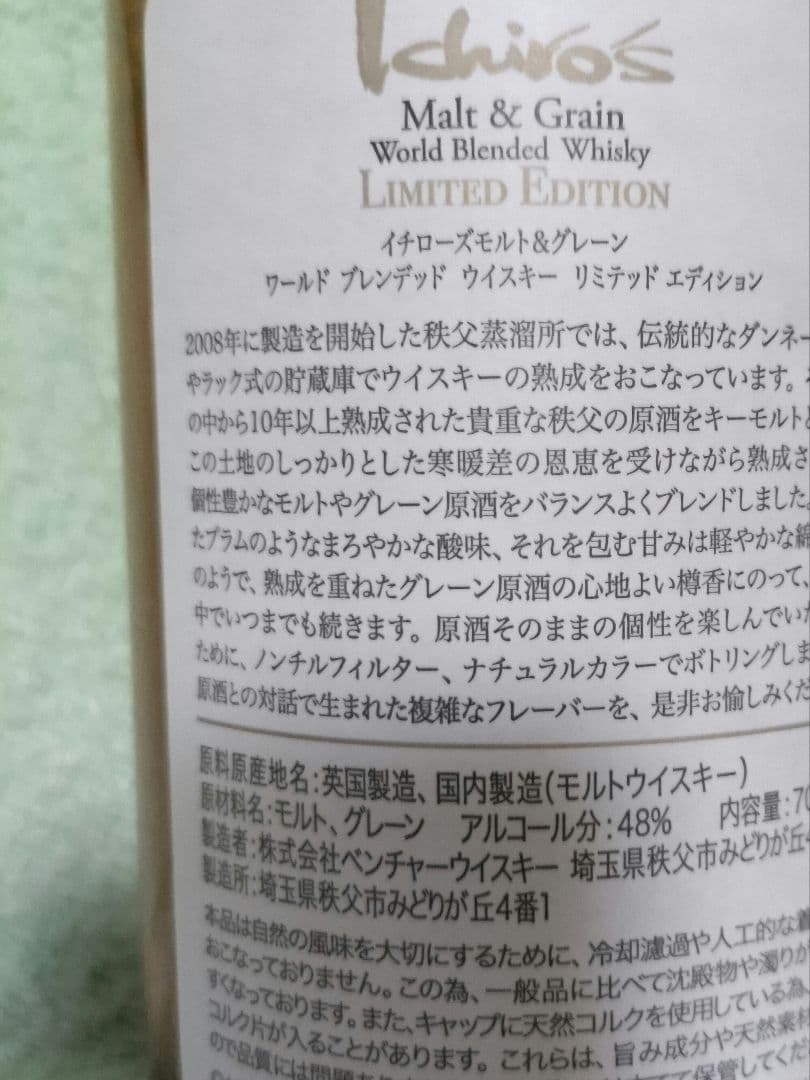 Ichiro's
Malt & Grain
World Blended Whisky
LIMITED EDITION
イチローズモルト&グレーン
ワールド ブレンデッド ウイスキー リミテッド エディション
2008年に製造を開始した秩父蒸溜所では、伝統的なダンネー
やラック式の貯蔵庫でウイスキーの熟成をおこなっています。
の中から10年以上熟成された貴重な秩父の原酒をキーモルトと
この土地のしっかりとした寒暖差の恩恵を受けながら熟成さ
個性豊かなモルトやグレーン原酒をバランスよくブレンドしました。
たプラムのようなまろやかな酸味、それを包む甘みは軽やかな綿
のようで、熟成を重ねたグレーン原酒の心地よい樽香にのって、
中でいつまでも続きます。原酒そのままの個性を楽しんでいた
ために、ノンチルフィルター、ナチュラルカラーでボトリングしま
原酒との対話で生まれた複雑なフレーバーを、是非お愉しみくだ
原料原産地名:英国製造、国内製造(モルトウイスキー)
原材料名:モルト、グレーン アルコール分:48% 内容量:70
製造者:株式会社ベンチャーウイスキー 埼玉県秩父市みどりが丘4
製造所:埼玉県秩父市みどりが丘4番1
本品は自然の風味を大切にするために、冷却濾過や人工的な着
おこなっておりません。この為、一般品に比べて沈殿物や濁りが
すくなっております。また、キャップに天然コルクを使用している為、
コルク片が入ることがあります。これらは、旨み成分や天然素材
ので品質には問題あり
保管してくだ